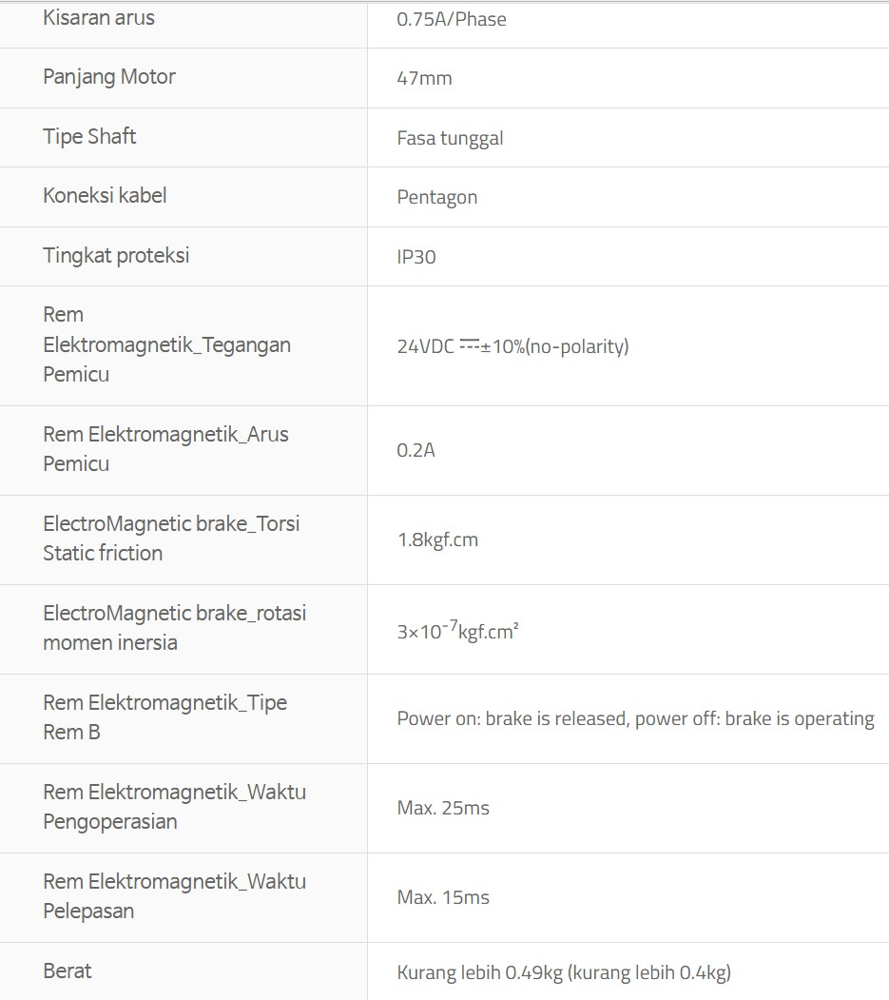 Kisaran arus
0.75A/Phase
Panjang Motor
47mm
Tipe Shaft
Fasa tunggal
Koneksi kabel
Pentagon
Tingkat proteksi
IP30
Rem
Elektromagnetik_Tegangan
Pemicu
24VDC ⎓±10%(no-polarity)
Rem Elektromagnetik_Arus
Pemicu
0.2A
ElectroMagnetic brake_Torsi
Static friction
1.8kgf.cm
ElectroMagnetic brake_rotasi
momen inersia
3×10⁻⁷kgf.cm²
Rem Elektromagnetik_Tipe
Rem B
Power on: brake is released, power off: brake is operating
Rem Elektromagnetik_Waktu
Pengoperasian
Max. 25ms
Rem Elektromagnetik_Waktu
Pelepasan
Max. 15ms
Berat
Kurang lebih 0.49kg (kurang lebih 0.4kg)